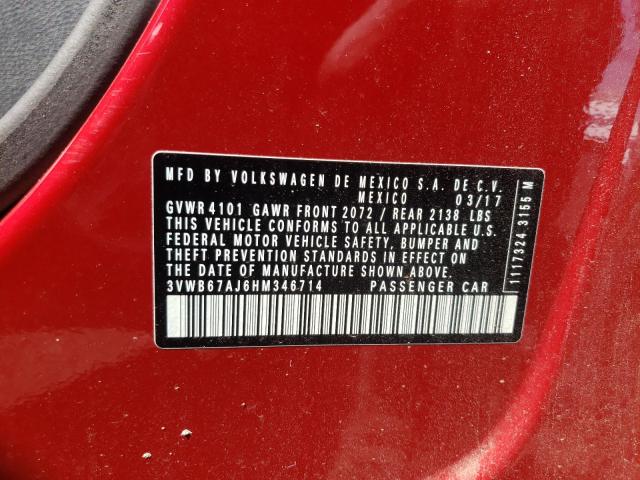 MFD BY VOLKSWAGEN DE MEXICO S.A. DE C.V.
MEXICO 03/17
GVWR 4101 GAWR FRONT 2072 / REAR 2138 LBS
THIS VEHICLE CONFORMS TO ALL APPLICABLE U.S.
FEDERAL MOTOR VEHICLE SAFETY, BUMPER AND
THEFT PREVENTION STANDARDS IN EFFECT ON
THE DATE OF MANUFACTURE SHOWN ABOVE.
3VWB67AJ6HM346714 PASSENGER CAR
1117324 3155 M